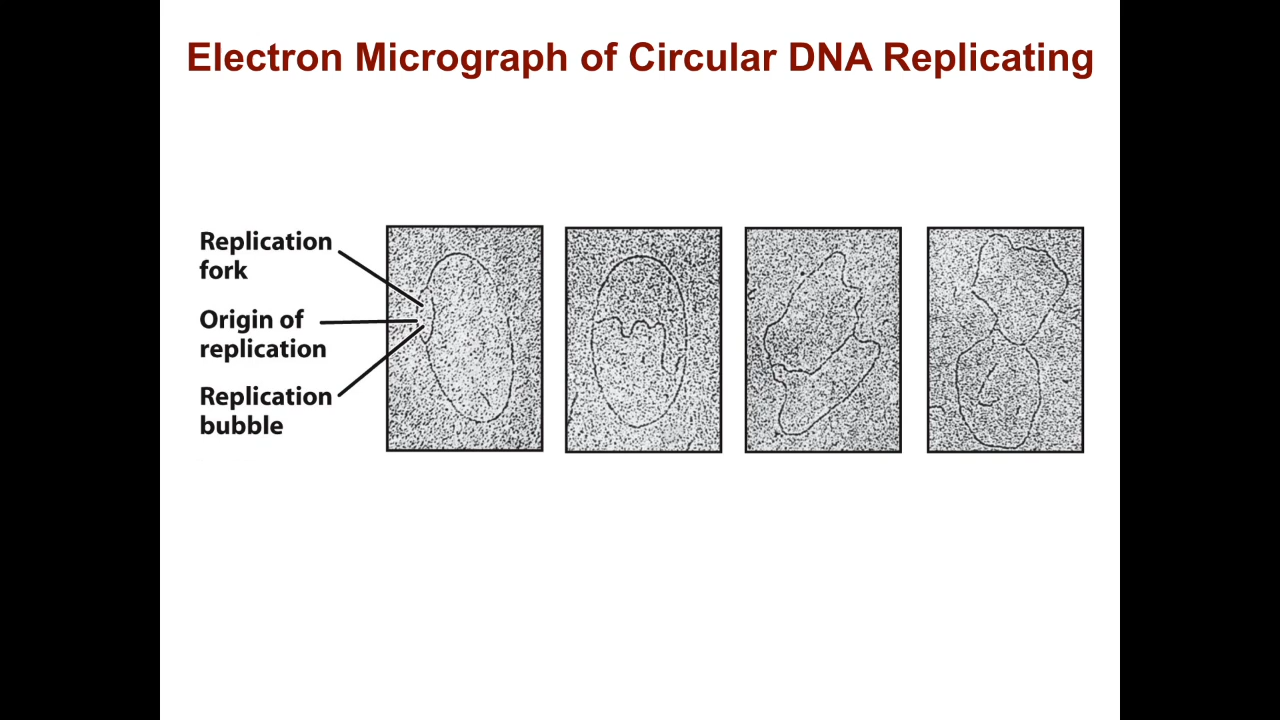 Electron Micrograph of Circular DNA Replicating
Replication
fork
Origin of
replication
Replication
bubble